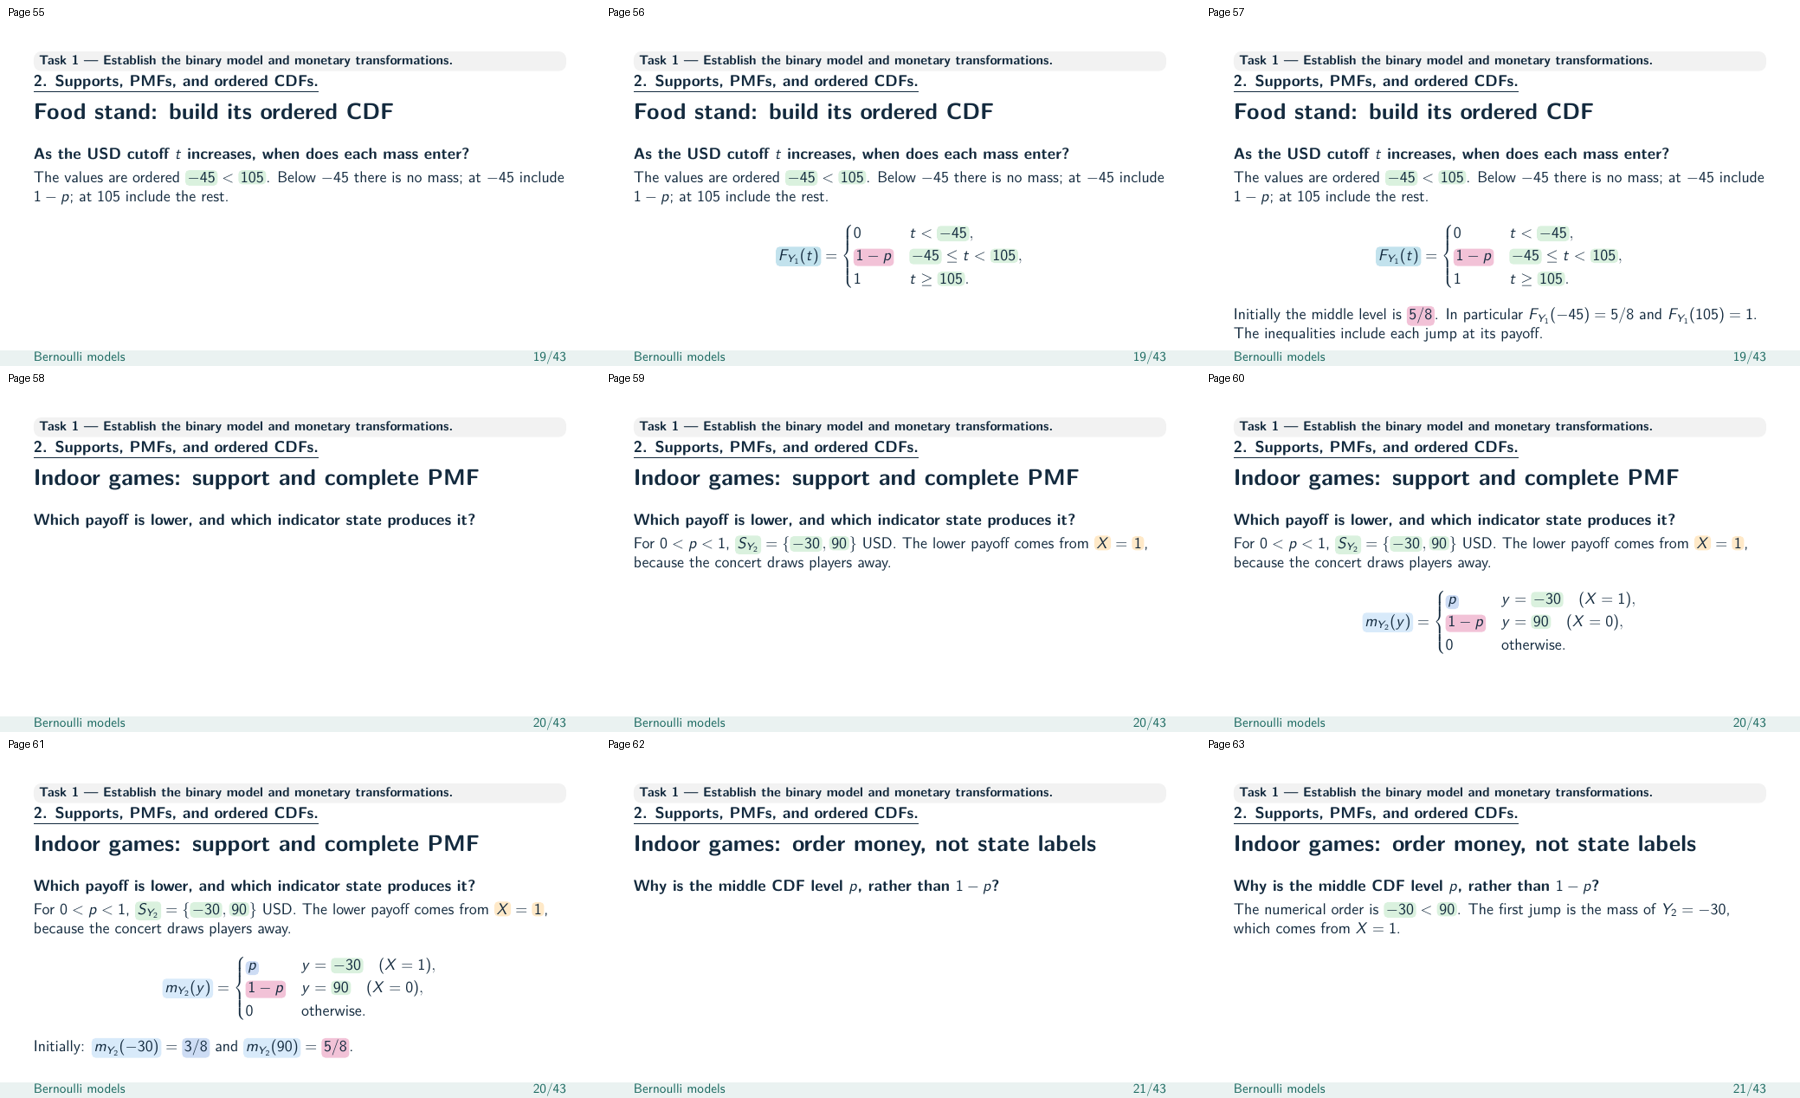 Page 55
Task 1 — Establish the binary model and monetary transformations.
2. Supports, PMFs, and ordered CDFs.
Food stand: build its ordered CDF
As the USD cutoff t increases, when does each mass enter?
The values are ordered −45 < 105. Below −45 there is no mass; at −45 include
1 − p; at 105 include the rest.
Bernoulli models 19/43
Page 56
Task 1 — Establish the binary model and monetary transformations.
2. Supports, PMFs, and ordered CDFs.
Food stand: build its ordered CDF
As the USD cutoff t increases, when does each mass enter?
The values are ordered −45 < 105. Below −45 there is no mass; at −45 include
1 − p; at 105 include the rest.
0 t < −45,
F_{Y_1}(t) = { 1 − p −45 ≤ t < 105,
1 t ≥ 105.
Bernoulli models 19/43
Page 57
Task 1 — Establish the binary model and monetary transformations.
2. Supports, PMFs, and ordered CDFs.
Food stand: build its ordered CDF
As the USD cutoff t increases, when does each mass enter?
The values are ordered −45 < 105. Below −45 there is no mass; at −45 include
1 − p; at 105 include the rest.
0 t < −45,
F_{Y_1}(t) = { 1 − p −45 ≤ t < 105,
1 t ≥ 105.
Initially the middle level is 5/8. In particular F_{Y_1}(−45) = 5/8 and F_{Y_1}(105) = 1.
The inequalities include each jump at its payoff.
Bernoulli models 19/43
Page 58
Task 1 — Establish the binary model and monetary transformations.
2. Supports, PMFs, and ordered CDFs.
Indoor games: support and complete PMF
Which payoff is lower, and which indicator state produces it?
Bernoulli models 20/43
Page 59
Task 1 — Establish the binary model and monetary transformations.
2. Supports, PMFs, and ordered CDFs.
Indoor games: support and complete PMF
Which payoff is lower, and which indicator state produces it?
For 0 < p < 1, S_{Y_2} = {−30, 90} USD. The lower payoff comes from X = 1,
because the concert draws players away.
Bernoulli models 20/43
Page 60
Task 1 — Establish the binary model and monetary transformations.
2. Supports, PMFs, and ordered CDFs.
Indoor games: support and complete PMF
Which payoff is lower, and which indicator state produces it?
For 0 < p < 1, S_{Y_2} = {−30, 90} USD. The lower payoff comes from X = 1,
because the concert draws players away.
p y = −30 (X = 1),
m_{Y_2}(y) = { 1 − p y = 90 (X = 0),
0 otherwise.
Bernoulli models 20/43
Page 61
Task 1 — Establish the binary model and monetary transformations.
2. Supports, PMFs, and ordered CDFs.
Indoor games: support and complete PMF
Which payoff is lower, and which indicator state produces it?
For 0 < p < 1, S_{Y_2} = {−30, 90} USD. The lower payoff comes from X = 1,
because the concert draws players away.
p y = −30 (X = 1),
m_{Y_2}(y) = { 1 − p y = 90 (X = 0),
0 otherwise.
Initially: m_{Y_2}(−30) = 3/8 and m_{Y_2}(90) = 5/8.
Bernoulli models 20/43
Page 62
Task 1 — Establish the binary model and monetary transformations.
2. Supports, PMFs, and ordered CDFs.
Indoor games: order money, not state labels
Why is the middle CDF level p, rather than 1 − p?
Bernoulli models 21/43
Page 63
Task 1 — Establish the binary model and monetary transformations.
2. Supports, PMFs, and ordered CDFs.
Indoor games: order money, not state labels
Why is the middle CDF level p, rather than 1 − p?
The numerical order is −30 < 90. The first jump is the mass of Y_2 = −30,
which comes from X = 1.
Bernoulli models 21/43